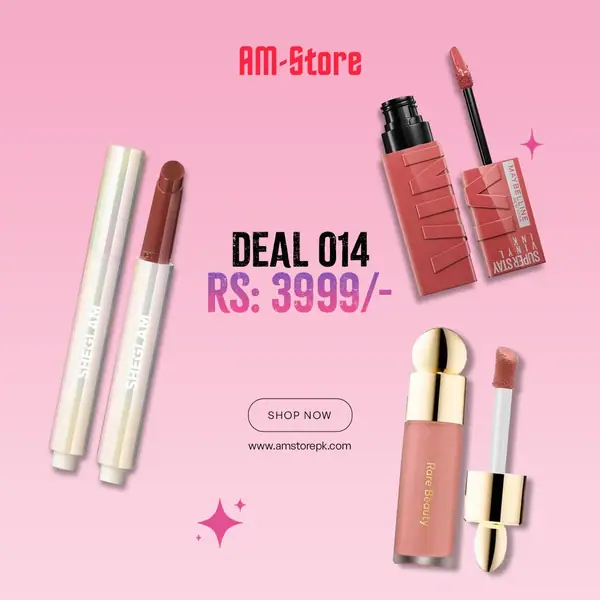 AM-Store
DEAL 014
RS: 3999/-
SHOP NOW
www.amstorepk.com
SHEGLAM
SHEGLAM
MAYBELLINE
SUPERSTAY
VINYL
INK
VINYL
Rare Beauty